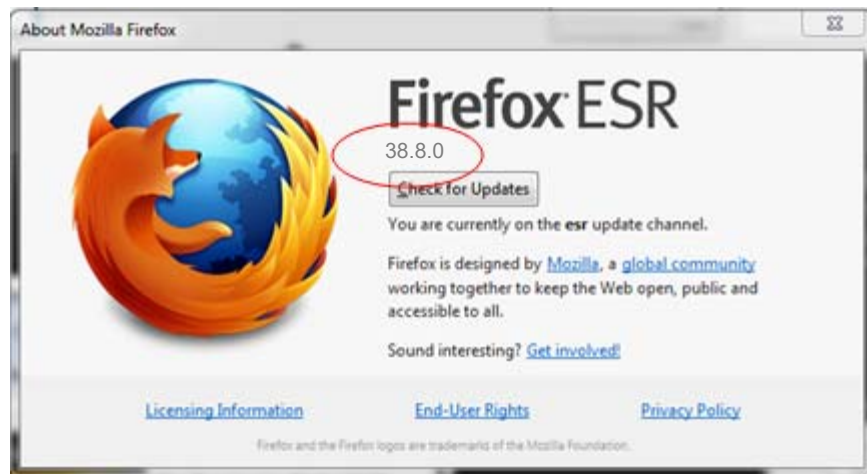 About Mozilla Firefox
Firefox ESR
38.8.0
Check for Updates
You are currently on the esr update channel.
Firefox is designed by Mozilla, a global community
working together to keep the Web open, public and
accessible to all.
Sound interesting? Get involved!
Licensing Information End-User Rights Privacy Policy
Firefox and the Firefox logos are trademarks of the Mozilla Foundation.